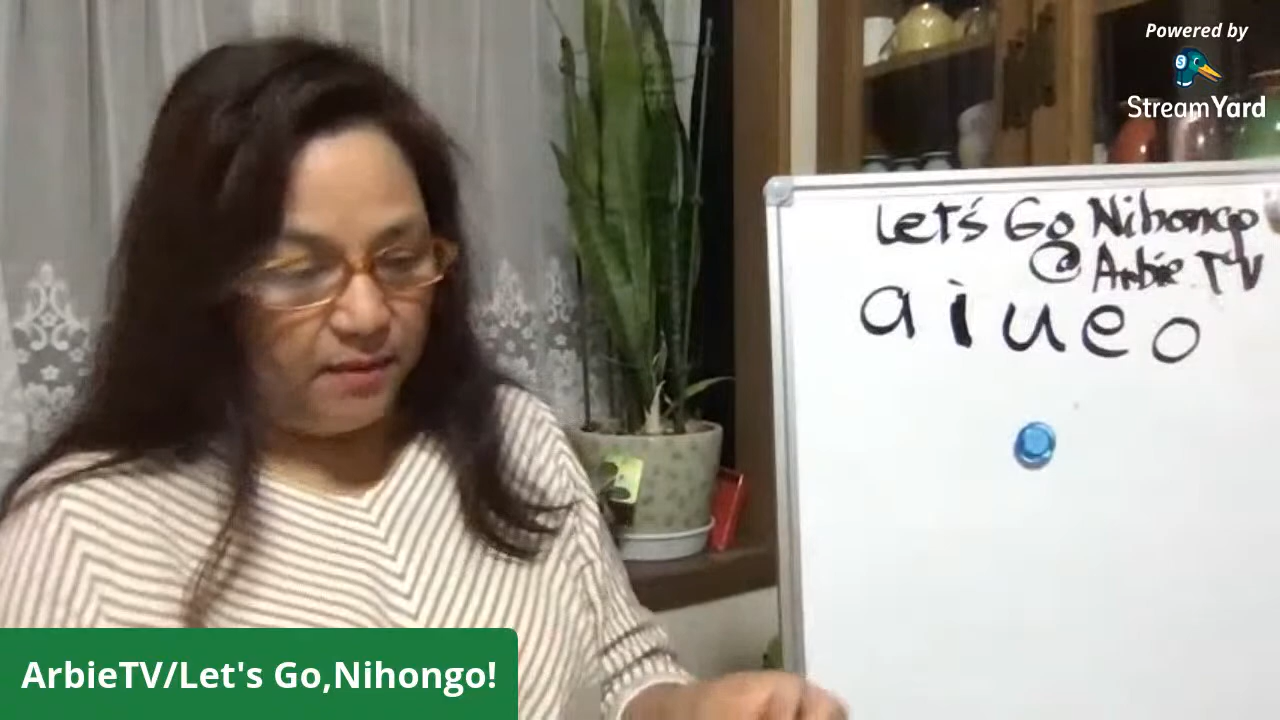 Powered by
StreamYard
Let's Go Nihongo
@ Arbie TV
a i u e o
ArbieTV/Let's Go,Nihongo!